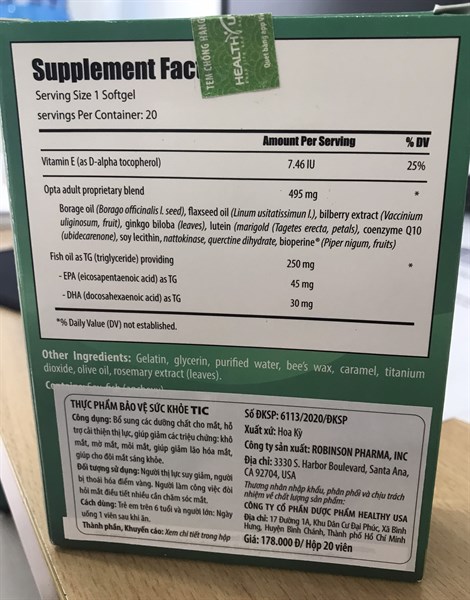 TEM CHỐNG HÀNG
HEALTHY U
Quét bằng app
Supplement Fac
Serving Size 1 Softgel
servings Per Container: 20
Amount Per Serving % DV
Vitamin E (as D-alpha tocopherol) 7.46 IU 25%
Opta adult proprietary blend 495 mg *
Borage oil (Borago officinalis l. seed), flaxseed oil (Linum usitatissimun l.), bilberry extract (Vaccinium
uliginosum, fruit), ginkgo biloba (leaves), lutein (marigold (Tagetes erecta, petals), coenzyme Q10
(ubidecarenone), soy lecithin, nattokinase, querctine dihydrate, bioperine® (Piper nigum, fruits)
Fish oil as TG (triglyceride) providing 250 mg *
- EPA (eicosapentaenoic acid) as TG 45 mg
- DHA (docosahexaenoic acid) as TG 30 mg
*% Daily Value (DV) not established.
Other Ingredients: Gelatin, glycerin, purified water, bee's wax, caramel, titanium
dioxide, olive oil, rosemary extract (leaves).
THỰC PHẨM BẢO VỆ SỨC KHỎE TIC
Công dụng: Bổ sung các dưỡng chất cho mắt, hỗ
trợ cải thiện thị lực, giúp giảm các triệu chứng: khô
mắt, mờ mắt, mỏi mắt, giúp giảm lão hóa mắt,
giúp cho đôi mắt sáng khỏe.
Đối tượng sử dụng: Người thị lực suy giảm, người
bị thoái hóa điểm vàng. Người làm công việc đòi
hỏi mắt điều tiết nhiều cần chăm sóc mắt.
Cách dùng: Trẻ em trên 6 tuổi và người lớn: Ngày
uống 1 viên sau khi ăn.
Thành phần, Khuyến cáo: Xem chi tiết trong hộp
Số ĐKSP: 6113/2020/ĐKSP
Xuất xứ: Hoa Kỳ
Công ty sản xuất: ROBINSON PHARMA, INC
Địa chỉ: 3330 S. Harbor Boulevard, Santa Ana,
CA 92704, USA
Thương nhân nhập khẩu, phân phối và chịu trách
nhiệm về chất lượng sản phẩm:
CÔNG TY CỔ PHẦN DƯỢC PHẨM HEALTHY USA
Địa chỉ: 17 Đường 1A, Khu Dân Cư Đại Phúc, Xã Bình
Hưng, Huyện Bình Chánh, Thành phố Hồ Chí Minh
Giá: 178.000 Đ/ Hộp 20 viên